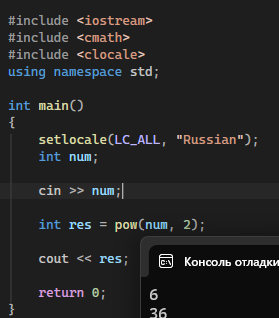 #include <iostream>
#include <cmath>
#include <clocale>
using namespace std;
int main()
{
setlocale(LC_ALL, "Russian");
int num;
cin >> num;
int res = pow(num, 2);
cout << res;
return 0;
}
Консоль отладки
6
36